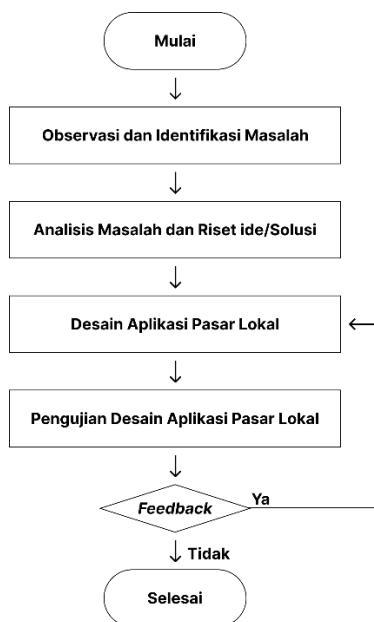 Mulai
Observasi dan Identifikasi Masalah
Analisis Masalah dan Riset ide/Solusi
Desain Aplikasi Pasar Lokal
Pengujian Desain Aplikasi Pasar Lokal
Feedback
Ya
Tidak
Selesai